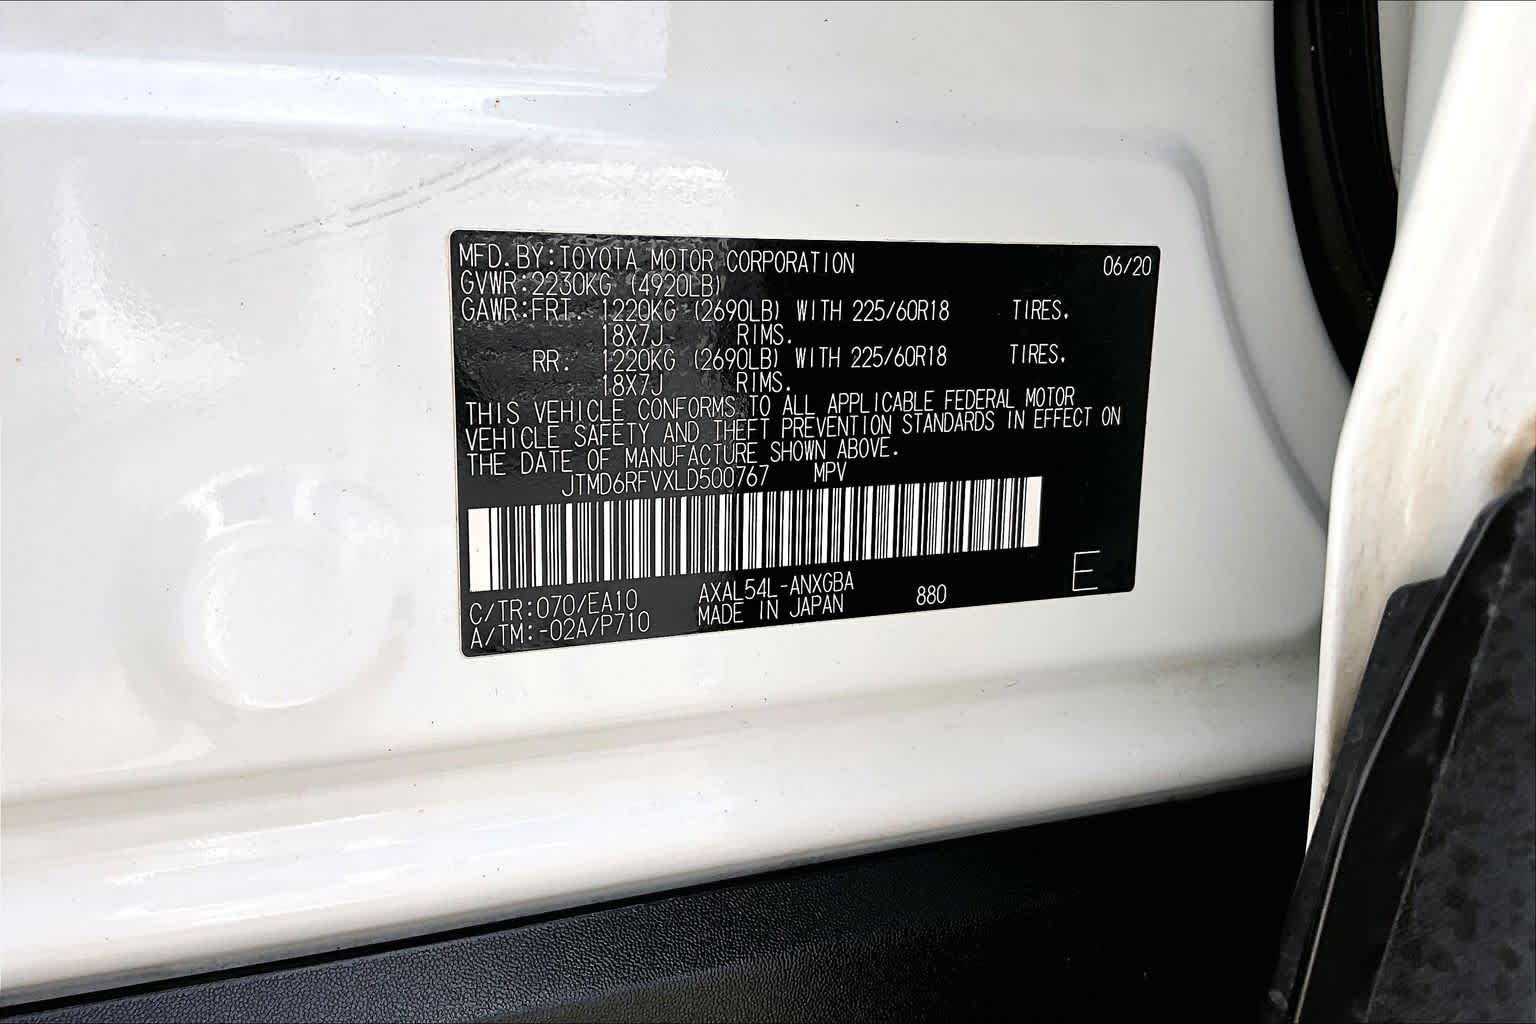 MFD. BY: TOYOTA MOTOR CORPORATION 06/20
GVWR: 2230KG (4920LB)
GAWR: FRT. 1220KG (2690LB) WITH 225/60R18 TIRES,
18X7J RIMS.
RR. 1220KG (2690LB) WITH 225/60R18 TIRES,
18X7J RIMS.
THIS VEHICLE CONFORMS TO ALL APPLICABLE FEDERAL MOTOR
VEHICLE SAFETY AND THEFT PREVENTION STANDARDS IN EFFECT ON
THE DATE OF MANUFACTURE SHOWN ABOVE.
JTMD6RFVXLD500767 MPV
C/TR: 070/EA10 AXAL54L-ANXGBA 880 E
A/TM: -02A/P710 MADE IN JAPAN